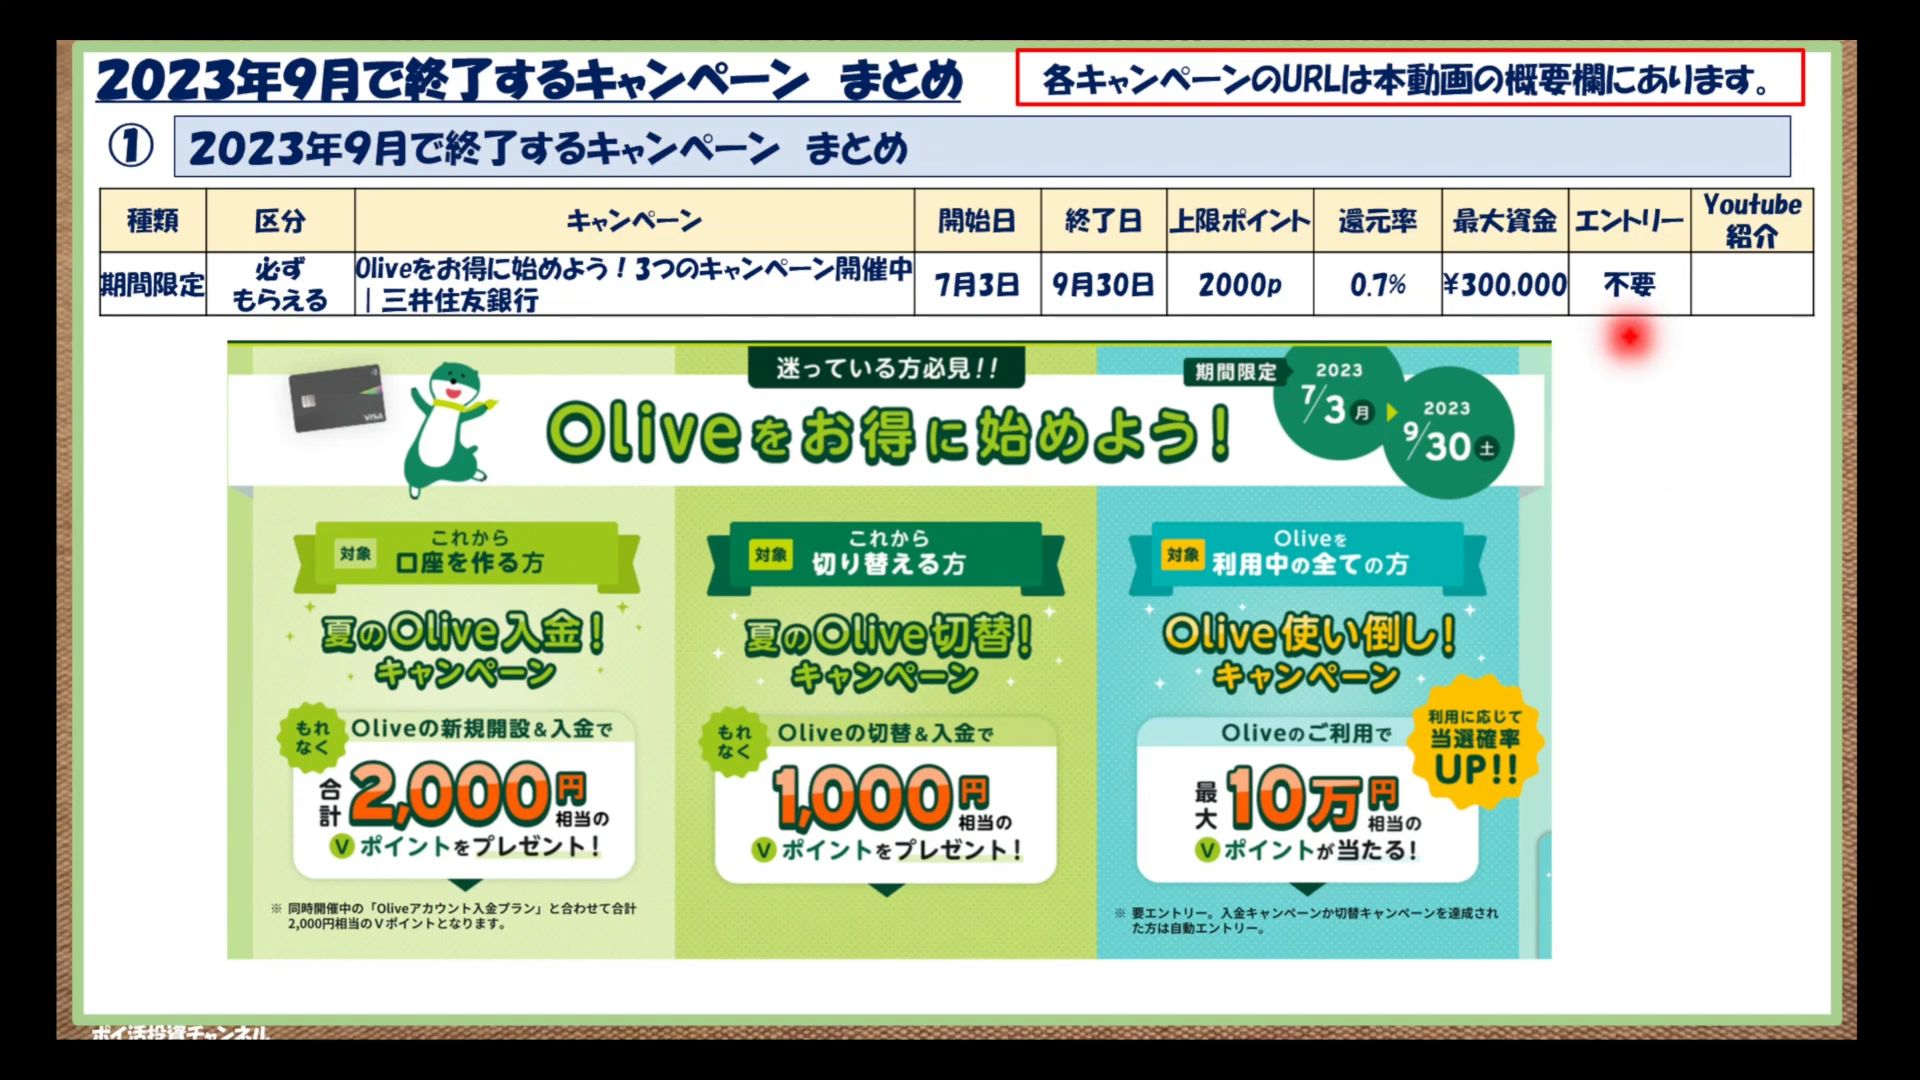 2023年9月で終了するキャンペーン まとめ
各キャンペーンのURLは本動画の概要欄にあります。
① 2023年9月で終了するキャンペーン まとめ
種類 区分 キャンペーン 開始日 終了日 上限ポイント 還元率 最大資金 エントリー Youtube紹介
期間限定 必ずもらえる Oliveをお得に始めよう！3つのキャンペーン開催中｜三井住友銀行 7月3日 9月30日 2000p 0.7% ¥300,000 不要
迷っている方必見!!
期間限定 2023 7/3 月 2023 9/30 土
VISA
Oliveをお得に始めよう！
対象 これから 口座を作る方
夏のOlive入金！
キャンペーン
もれなく
Oliveの新規開設＆入金で
合計2,000円相当の
Vポイントをプレゼント！
※ 同時開催中の「Oliveアカウント入金プラン」と合わせて合計
2,000円相当のVポイントとなります。
対象 これから 切り替える方
夏のOlive切替！
キャンペーン
もれなく
Oliveの切替＆入金で
1,000円相当の
Vポイントをプレゼント！
対象 Oliveを 利用中の全ての方
Olive使い倒し！
キャンペーン
利用に応じて
当選確率
UP!!
Oliveのご利用で
最大10万円相当の
Vポイントが当たる！
※ 要エントリー。入金キャンペーンか切替キャンペーンを達成され
た方は自動エントリー。
ポイ活投資チャンネル